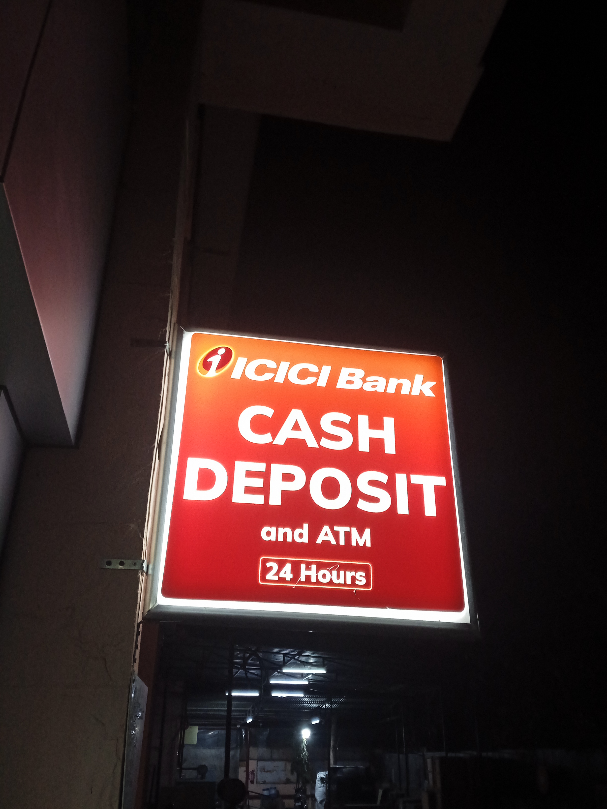 i ICICI Bank
CASH
DEPOSIT
and ATM
24 Hours